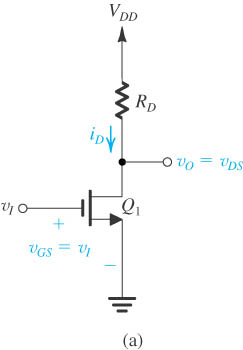 V_DD
R_D
i_D
v_O = v_DS
v_I
Q_1
+
v_GS = v_I
−
(a)